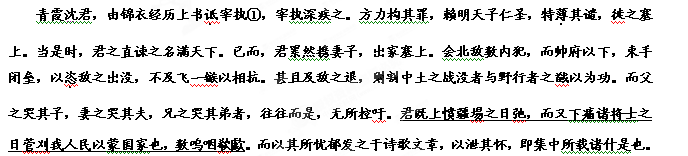 青霞沈君，由锦衣经历上书诋宰执①，宰执深疾之。方力构其罪，赖明天子仁圣，特薄其谴，徙之塞
上。当是时，君之直谏之名满天下。已而，君累然携妻子，出家塞上。会北敌数内犯，而帅府以下，束手
闭垒，以恣敌之出没，不及飞一镞以相抗。甚且及敌之退，则割中土之战没者与野行者之馘以为功。而父
之哭其子，妻之哭其夫，兄之哭其弟者，往往而是，无所控吁。君既上愤疆埸之日弛，而又下痛诸将士之
日菅刈我人民以蒙国家也，数呜咽欷歔。而以其所忧郁发之于诗歌文章，以泄其怀，即集中所载诸什是也。